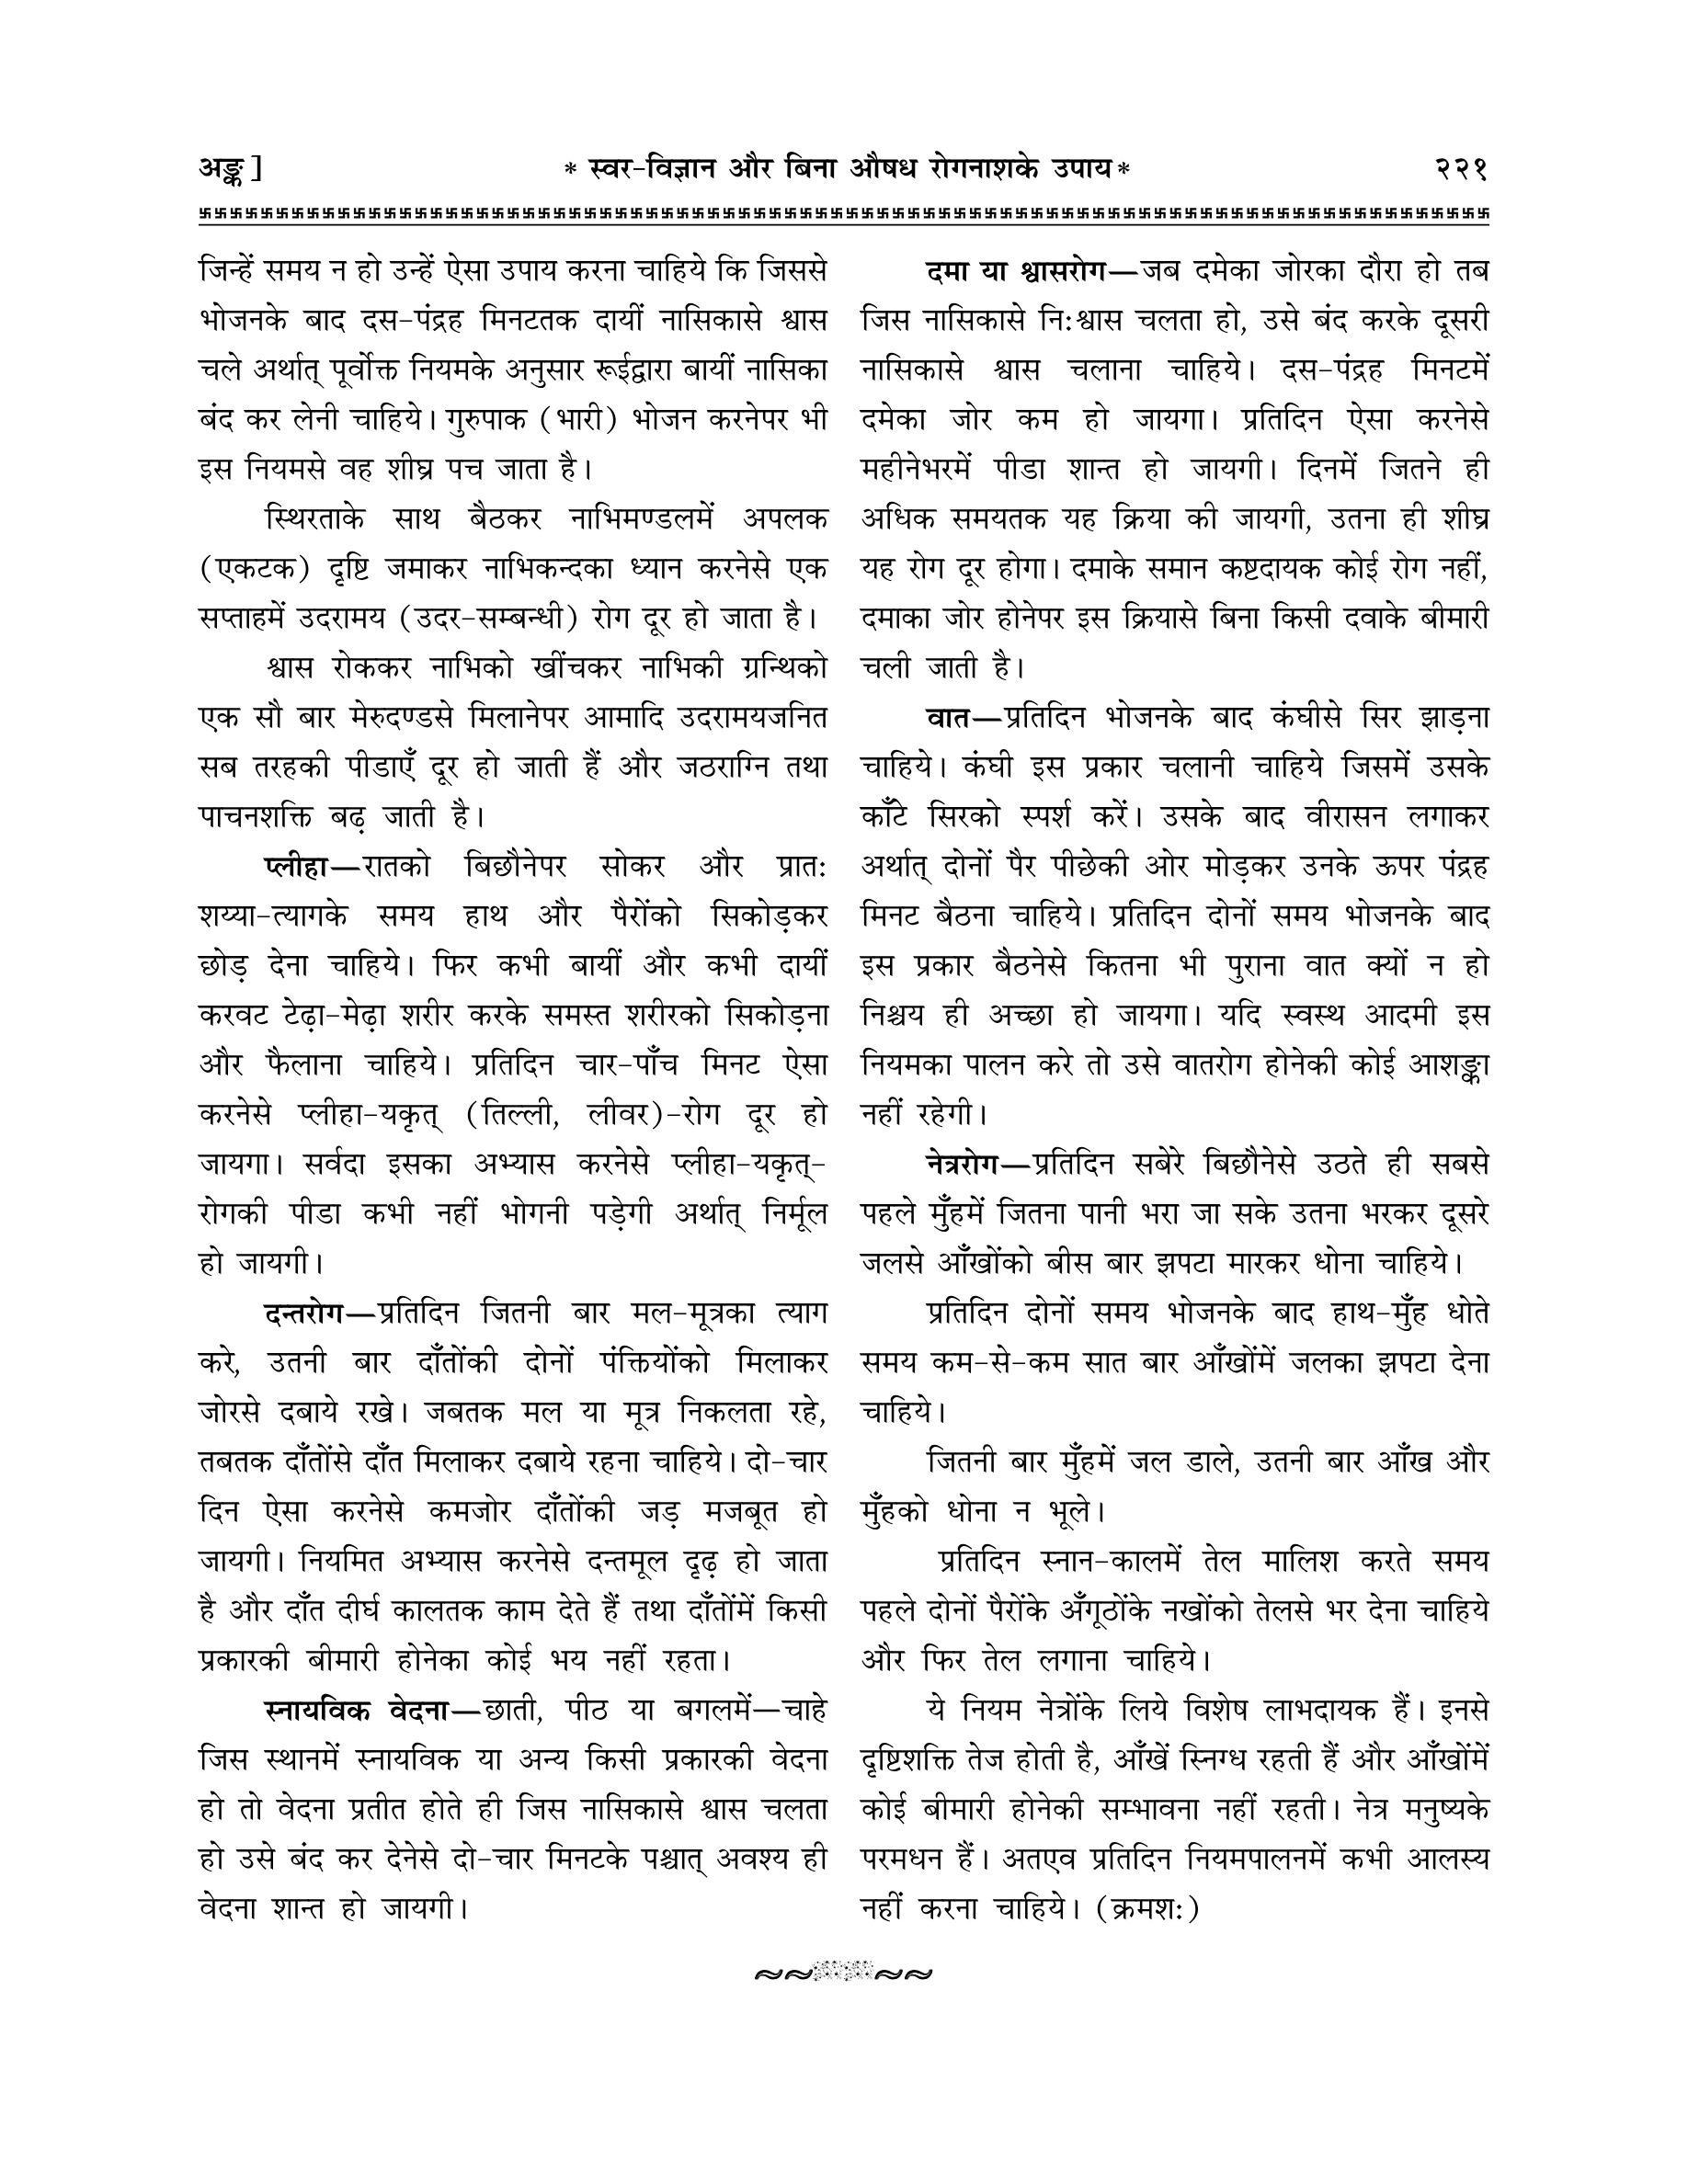 अङ्क ]
* स्वर-विज्ञान और बिना औषध रोगनाशके उपाय*
२२१
जिन्हें समय न हो उन्हें ऐसा उपाय करना चाहिये कि जिससे
भोजनके बाद दस-पंद्रह मिनटतक दायीं नासिकासे श्वास
चले अर्थात् पूर्वोक्त नियमके अनुसार रूईद्वारा बायीं नासिका
बंद कर लेनी चाहिये। गुरुपाक (भारी) भोजन करनेपर भी
इस नियमसे वह शीघ्र पच जाता है।
स्थिरताके साथ बैठकर नाभिमण्डलमें अपलक
(एकटक) दृष्टि जमाकर नाभिकन्दका ध्यान करनेसे एक
सप्ताहमें उदरामय (उदर-सम्बन्धी) रोग दूर हो जाता है।
श्वास रोककर नाभिको खींचकर नाभिकी ग्रन्थिको
एक सौ बार मेरुदण्डसे मिलानेपर आमादि उदरामयजनित
सब तरहकी पीडाएँ दूर हो जाती हैं और जठराग्नि तथा
पाचनशक्ति बढ़ जाती है।
प्लीहा—रातको बिछौनेपर सोकर और प्रातः
शय्या-त्यागके समय हाथ और पैरोंको सिकोड़कर
छोड़ देना चाहिये। फिर कभी बायीं और कभी दायीं
करवट टेढ़ा-मेढ़ा शरीर करके समस्त शरीरको सिकोड़ना
और फैलाना चाहिये। प्रतिदिन चार-पाँच मिनट ऐसा
करनेसे प्लीहा-यकृत् (तिल्ली, लीवर)-रोग दूर हो
जायगा। सर्वदा इसका अभ्यास करनेसे प्लीहा-यकृत्-
रोगकी पीडा कभी नहीं भोगनी पड़ेगी अर्थात् निर्मूल
हो जायगी।
दन्तरोग—प्रतिदिन जितनी बार मल-मूत्रका त्याग
करे, उतनी बार दाँतोंकी दोनों पंक्तियोंको मिलाकर
जोरसे दबाये रखे। जबतक मल या मूत्र निकलता रहे,
तबतक दाँतोंसे दाँत मिलाकर दबाये रहना चाहिये। दो-चार
दिन ऐसा करनेसे कमजोर दाँतोंकी जड़ मजबूत हो
जायगी। नियमित अभ्यास करनेसे दन्तमूल दृढ़ हो जाता
है और दाँत दीर्घ कालतक काम देते हैं तथा दाँतोंमें किसी
प्रकारकी बीमारी होनेका कोई भय नहीं रहता।
स्नायविक वेदना—छाती, पीठ या बगलमें—चाहे
जिस स्थानमें स्नायविक या अन्य किसी प्रकारकी वेदना
हो तो वेदना प्रतीत होते ही जिस नासिकासे श्वास चलता
हो उसे बंद कर देनेसे दो-चार मिनटके पश्चात् अवश्य ही
वेदना शान्त हो जायगी।
दमा या श्वासरोग—जब दमेका जोरका दौरा हो तब
जिस नासिकासे निःश्वास चलता हो, उसे बंद करके दूसरी
नासिकासे श्वास चलाना चाहिये। दस-पंद्रह मिनटमें
दमेका जोर कम हो जायगा। प्रतिदिन ऐसा करनेसे
महीनेभरमें पीडा शान्त हो जायगी। दिनमें जितने ही
अधिक समयतक यह क्रिया की जायगी, उतना ही शीघ्र
यह रोग दूर होगा। दमाके समान कष्टदायक कोई रोग नहीं,
दमाका जोर होनेपर इस क्रियासे बिना किसी दवाके बीमारी
चली जाती है।
वात—प्रतिदिन भोजनके बाद कंघीसे सिर झाड़ना
चाहिये। कंघी इस प्रकार चलानी चाहिये जिसमें उसके
काँटे सिरको स्पर्श करें। उसके बाद वीरासन लगाकर
अर्थात् दोनों पैर पीछेकी ओर मोड़कर उनके ऊपर पंद्रह
मिनट बैठना चाहिये। प्रतिदिन दोनों समय भोजनके बाद
इस प्रकार बैठनेसे कितना भी पुराना वात क्यों न हो
निश्चय ही अच्छा हो जायगा। यदि स्वस्थ आदमी इस
नियमका पालन करे तो उसे वातरोग होनेकी कोई आशङ्का
नहीं रहेगी।
नेत्ररोग—प्रतिदिन सबेरे बिछौनेसे उठते ही सबसे
पहले मुँहमें जितना पानी भरा जा सके उतना भरकर दूसरे
जलसे आँखोंको बीस बार झपटा मारकर धोना चाहिये।
प्रतिदिन दोनों समय भोजनके बाद हाथ-मुँह धोते
समय कम-से-कम सात बार आँखोंमें जलका झपटा देना
चाहिये।
जितनी बार मुँहमें जल डाले, उतनी बार आँख और
मुँहको धोना न भूले।
प्रतिदिन स्नान-कालमें तेल मालिश करते समय
पहले दोनों पैरोंके अँगूठोंके नखोंको तेलसे भर देना चाहिये
और फिर तेल लगाना चाहिये।
ये नियम नेत्रोंके लिये विशेष लाभदायक हैं। इनसे
दृष्टिशक्ति तेज होती है, आँखें स्निग्ध रहती हैं और आँखोंमें
कोई बीमारी होनेकी सम्भावना नहीं रहती। नेत्र मनुष्यके
परमधन हैं। अतएव प्रतिदिन नियमपालनमें कभी आलस्य
नहीं करना चाहिये। (क्रमशः)